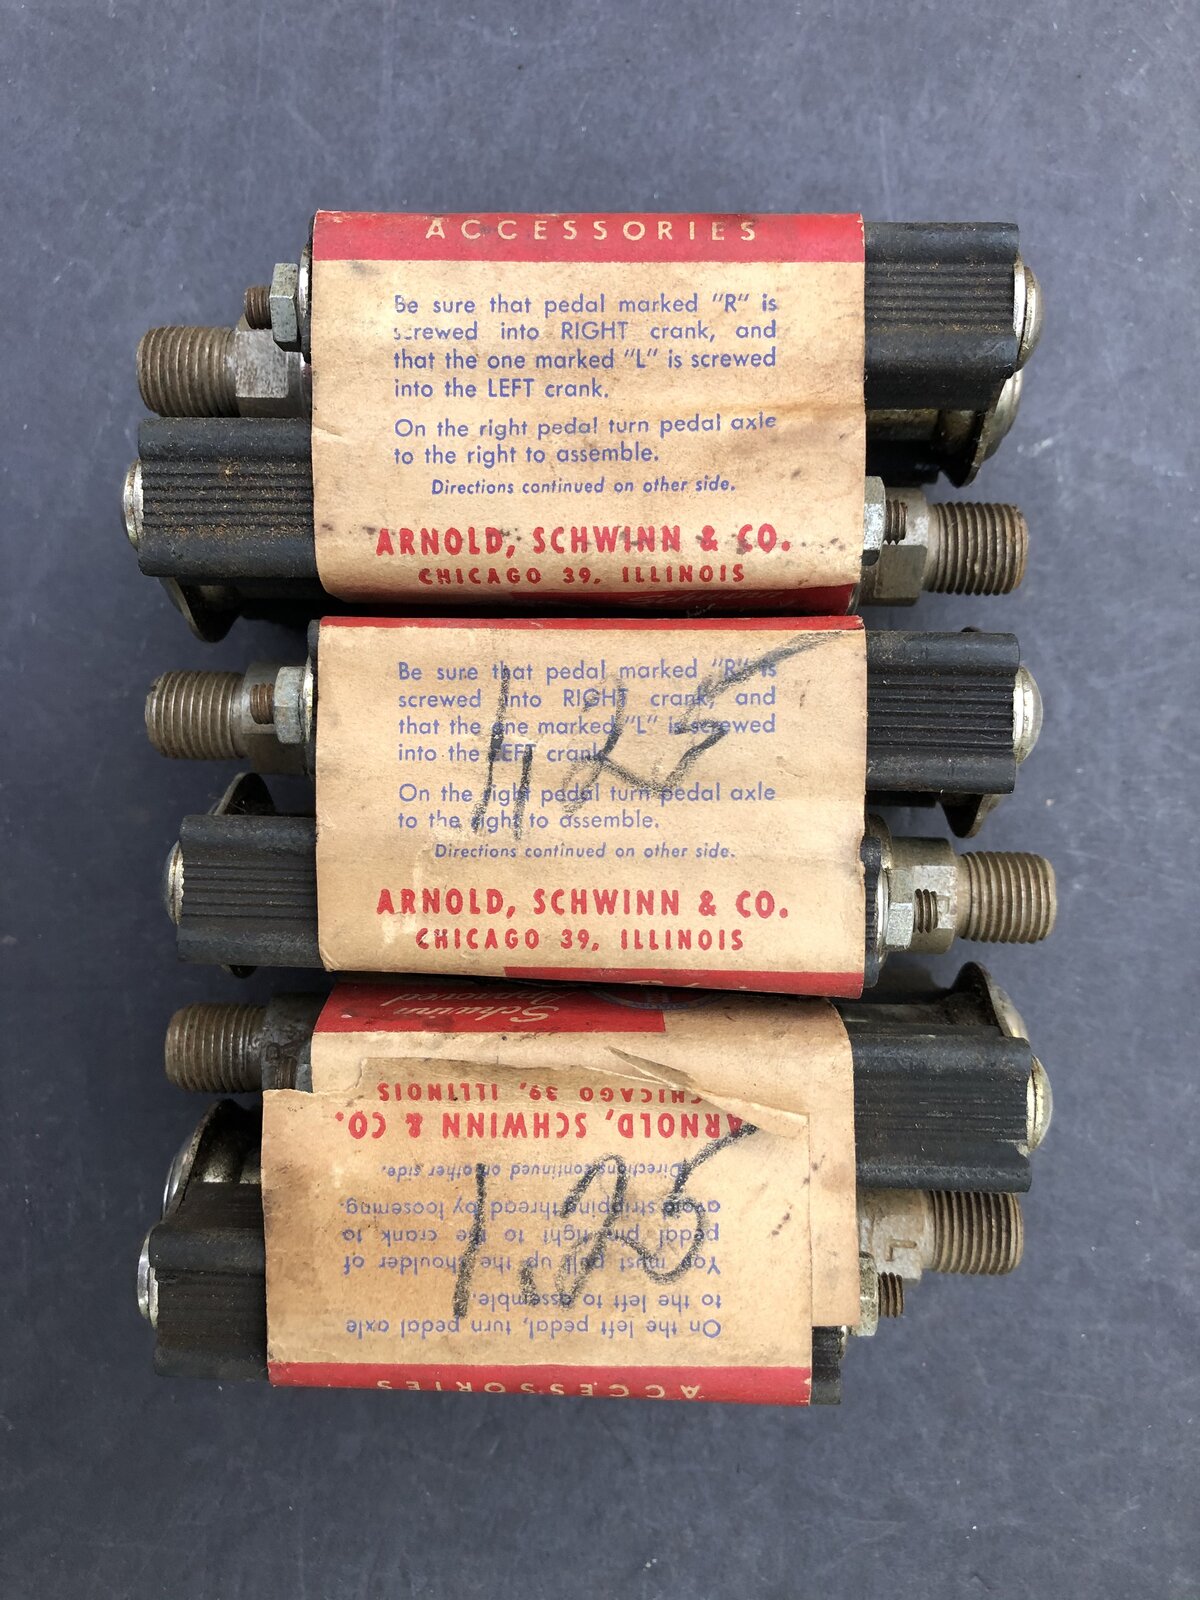 ACCESSORIES
Be sure that pedal marked "R" is
screwed into RIGHT crank, and
that the one marked "L" is screwed
into the LEFT crank.
On the right pedal turn pedal axle
to the right to assemble.
Directions continued on other side.
ARNOLD, SCHWINN & CO.
CHICAGO 39, ILLINOIS
Be sure that pedal marked "R" is
screwed into RIGHT crank, and
that the one marked "L" is screwed
into the LEFT crank.
On the right pedal turn pedal axle
to the right to assemble.
Directions continued on other side.
1.25
ARNOLD, SCHWINN & CO.
CHICAGO 39, ILLINOIS
Schwinn
Approved
R
ACCESSORIES
On the left pedal, turn pedal axle
to the left to assemble.
You must pull up the shoulder of
pedal pin tight to the crank to
avoid stripping thread by loosening.
Directions continued on other side.
ARNOLD, SCHWINN & CO.
CHICAGO 39, ILLINOIS
1.25
L